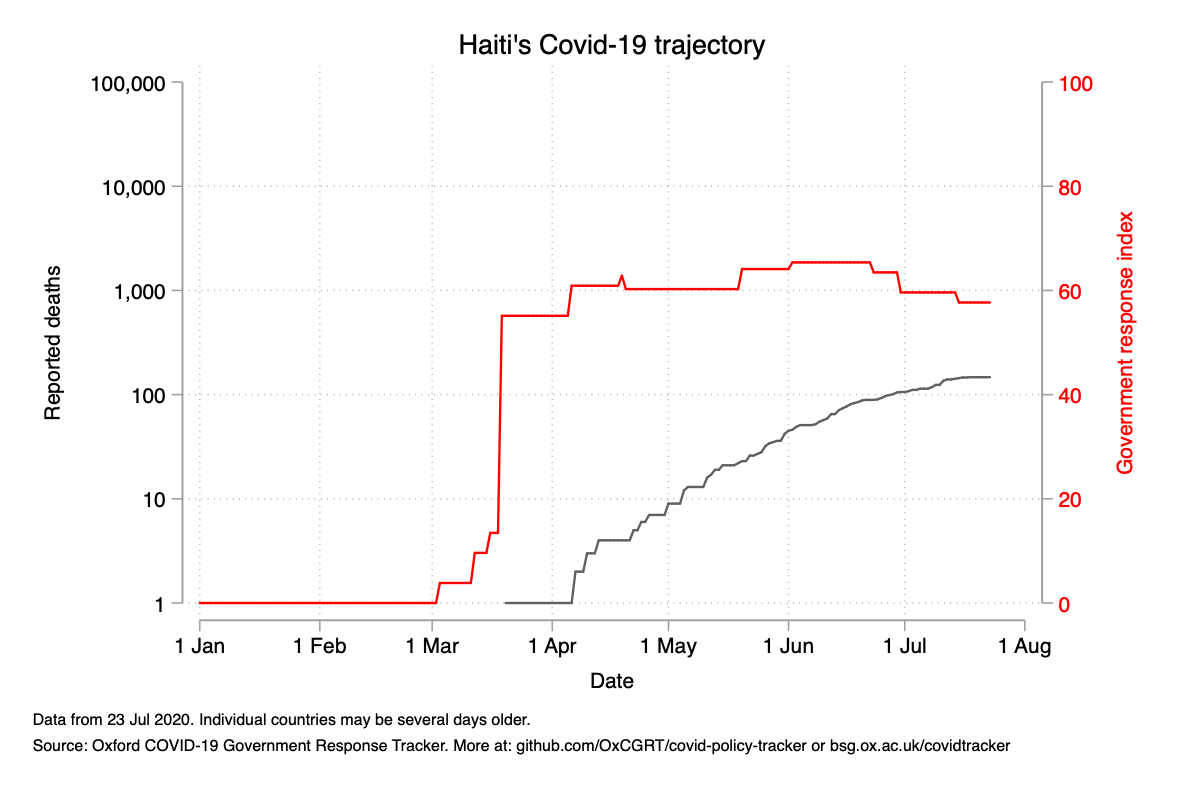 Haiti's Covid-19 trajectory
100,000
10,000
1,000
100
10
1
Reported deaths
100
80
60
40
20
0
Government response index
1 Jan 1 Feb 1 Mar 1 Apr 1 May 1 Jun 1 Jul 1 Aug
Date
Data from 23 Jul 2020. Individual countries may be several days older.
Source: Oxford COVID-19 Government Response Tracker. More at: github.com/OxCGRT/covid-policy-tracker or bsg.ox.ac.uk/covidtracker